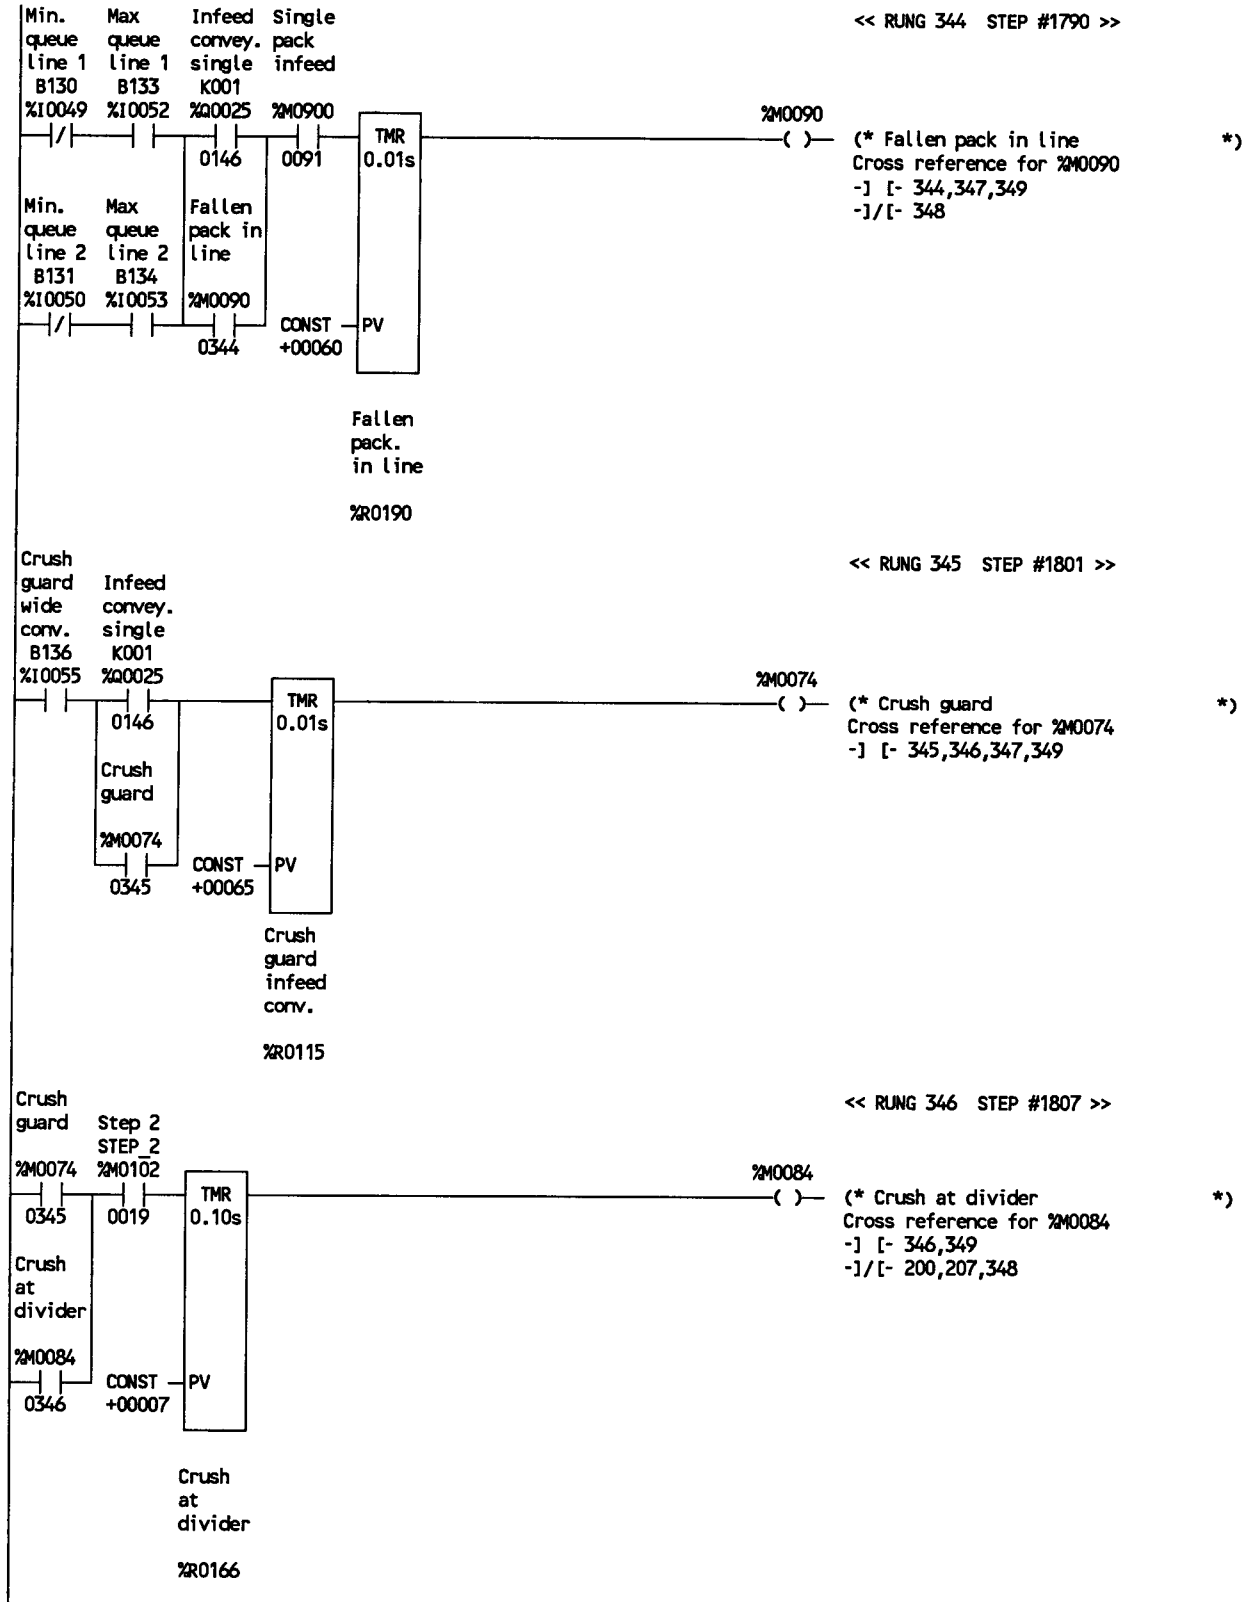 Min. Max Infeed Single << RUNG 344 STEP #1790 >>
queue queue convey. pack
line 1 line 1 single infeed
B130 B133 K001
%I0049 %I0052 %Q0025 %M0900 %M0090
TMR ( ) (* Fallen pack in line *)
0146 0091 0.01s Cross reference for %M0090
-] [- 344,347,349
Min. Max Fallen -]/[- 348
queue queue pack in
line 2 line 2 line
B131 B134
%I0050 %I0053 %M0090
CONST PV
0344 +00060
Fallen
pack.
in line
%R0190
Crush << RUNG 345 STEP #1801 >>
guard Infeed
wide convey.
conv. single
B136 K001
%I0055 %Q0025 %M0074
TMR ( ) (* Crush guard *)
0146 0.01s Cross reference for %M0074
-] [- 345,346,347,349
Crush
guard
%M0074
CONST PV
0345 +00065
Crush
guard
infeed
conv.
%R0115
Crush << RUNG 346 STEP #1807 >>
guard Step 2
STEP_2
%M0074 %M0102 %M0084
TMR ( ) (* Crush at divider *)
0345 0019 0.10s Cross reference for %M0084
-] [- 346,349
Crush -]/[- 200,207,348
at
divider
%M0084
CONST PV
0346 +00007
Crush
at
divider
%R0166